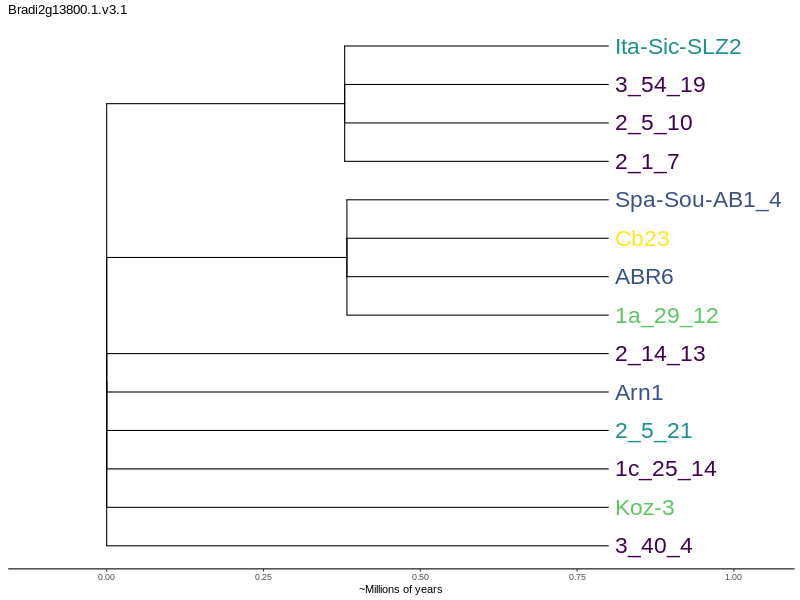 Bradi2g13800.1.v3.1
Ita-Sic-SLZ2
3_54_19
2_5_10
2_1_7
Spa-Sou-AB1_4
Cb23
ABR6
1a_29_12
2_14_13
Arn1
2_5_21
1c_25_14
Koz-3
3_40_4
0.00 0.25 0.50 0.75 1.00
~Millions of years